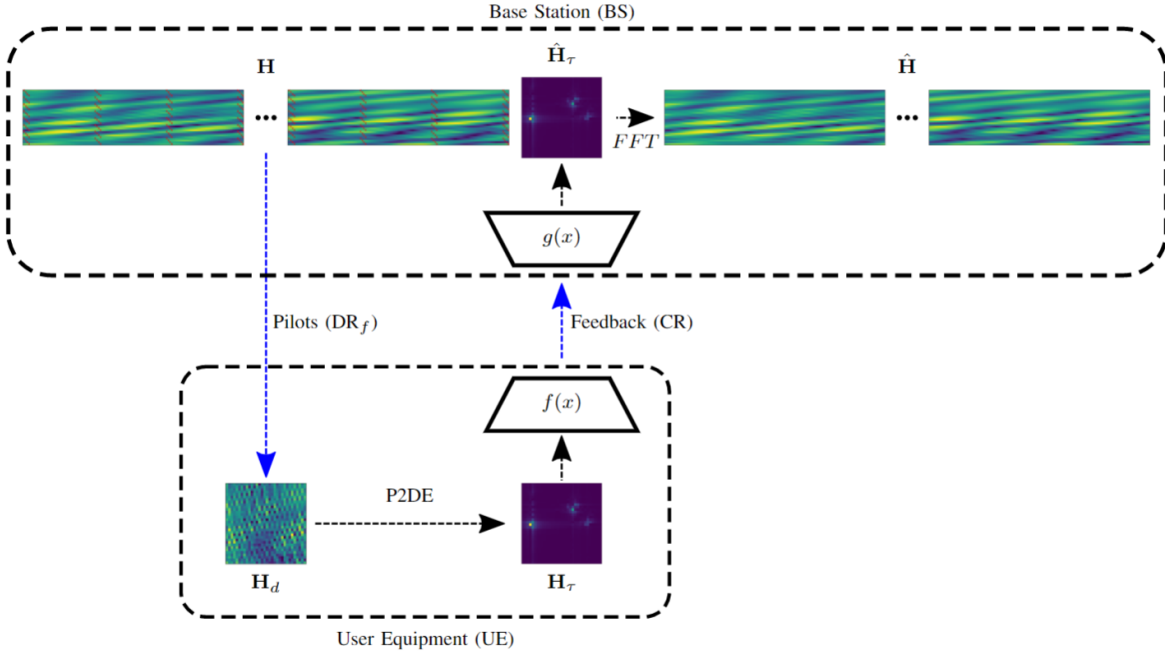 Base Station (BS)
H
Ĥ_τ
Ĥ
...
...
FFT
g(x)
Pilots (DR_f)
Feedback (CR)
f(x)
P2DE
H_d
H_τ
User Equipment (UE)